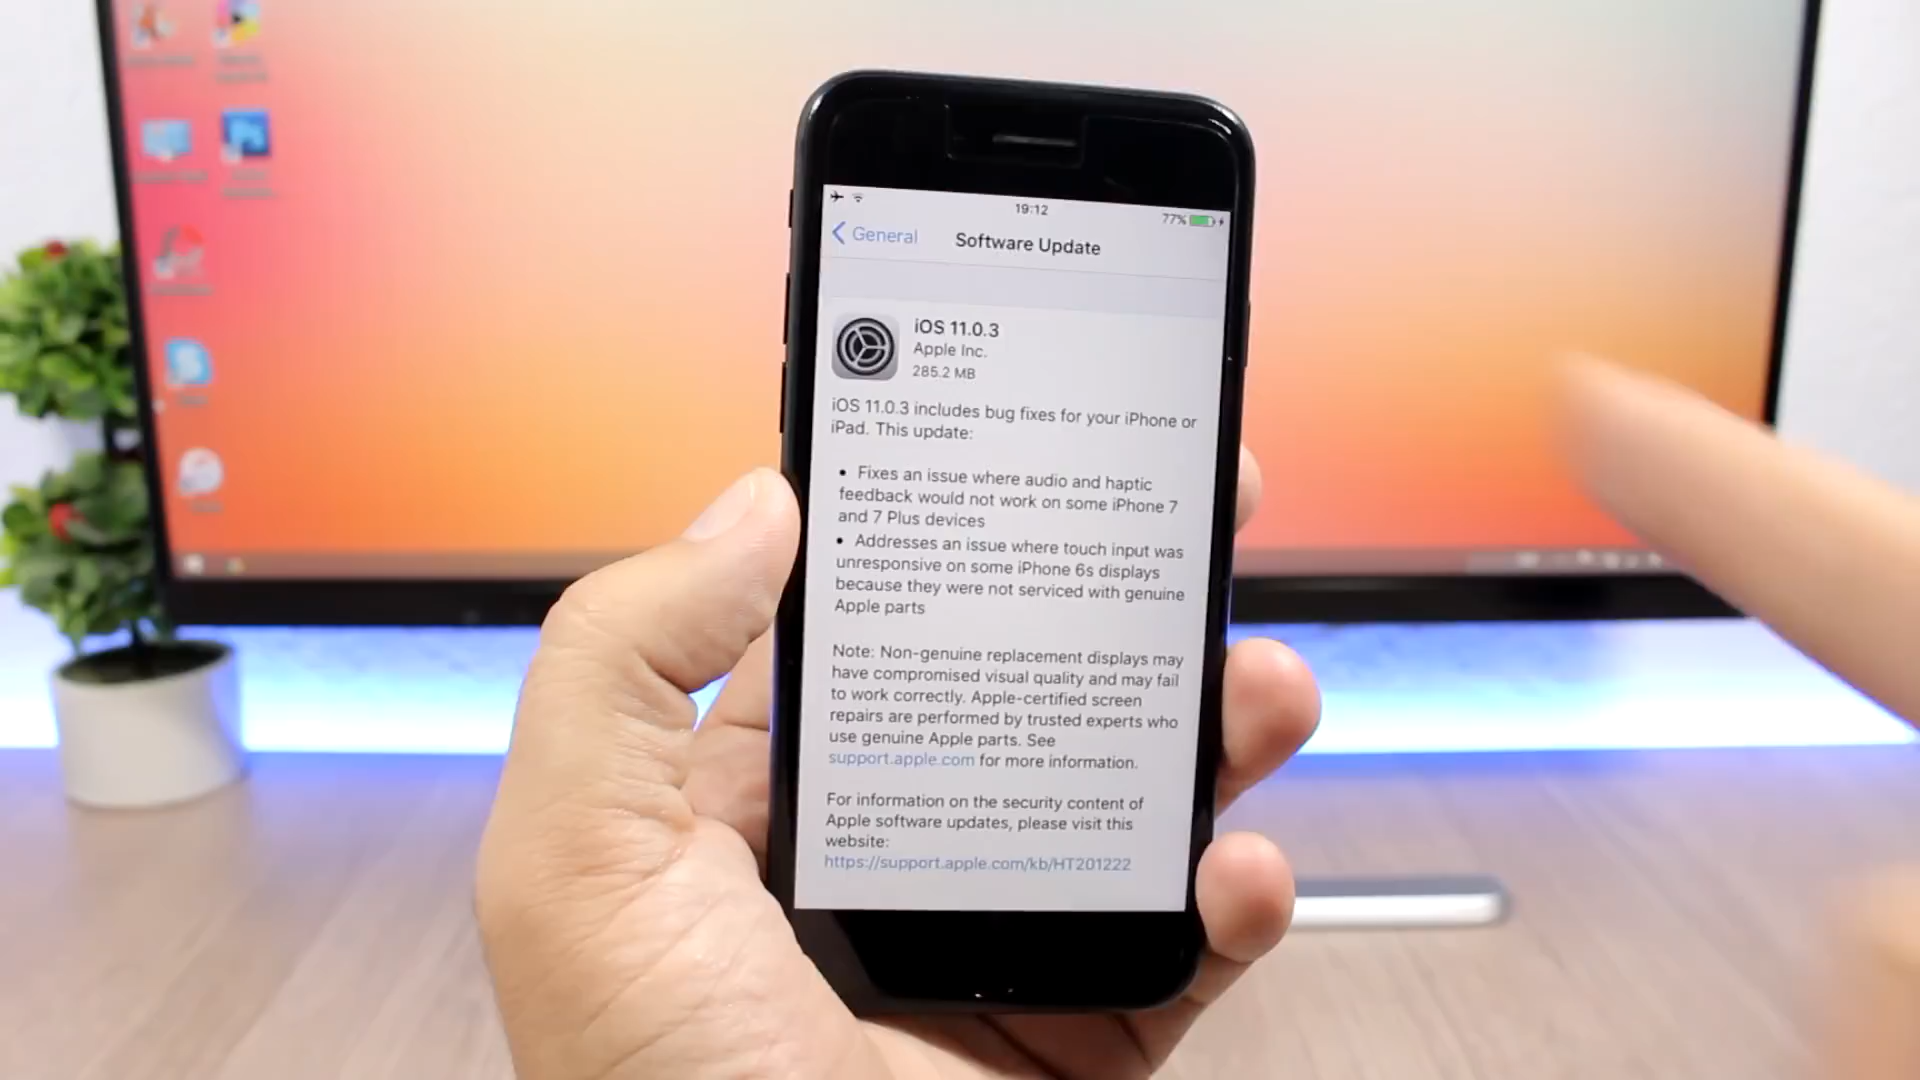 19:12
77%
General
Software Update
iOS 11.0.3
Apple Inc.
285.2 MB
iOS 11.0.3 includes bug fixes for your iPhone or
iPad. This update:
• Fixes an issue where audio and haptic
feedback would not work on some iPhone 7
and 7 Plus devices
• Addresses an issue where touch input was
unresponsive on some iPhone 6s displays
because they were not serviced with genuine
Apple parts
Note: Non-genuine replacement displays may
have compromised visual quality and may fail
to work correctly. Apple-certified screen
repairs are performed by trusted experts who
use genuine Apple parts. See
support.apple.com for more information.
For information on the security content of
Apple software updates, please visit this
website:
https://support.apple.com/kb/HT201222
Ps